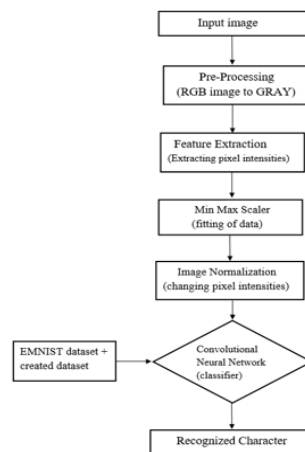 Input image
Pre-Processing
(RGB image to GRAY)
Feature Extraction
(Extracting pixel intensities)
Min Max Scaler
(fitting of data)
Image Normalization
(changing pixel intensities)
EMNIST dataset +
created dataset
Convolutional
Neural Network
(classifier)
Recognized Character